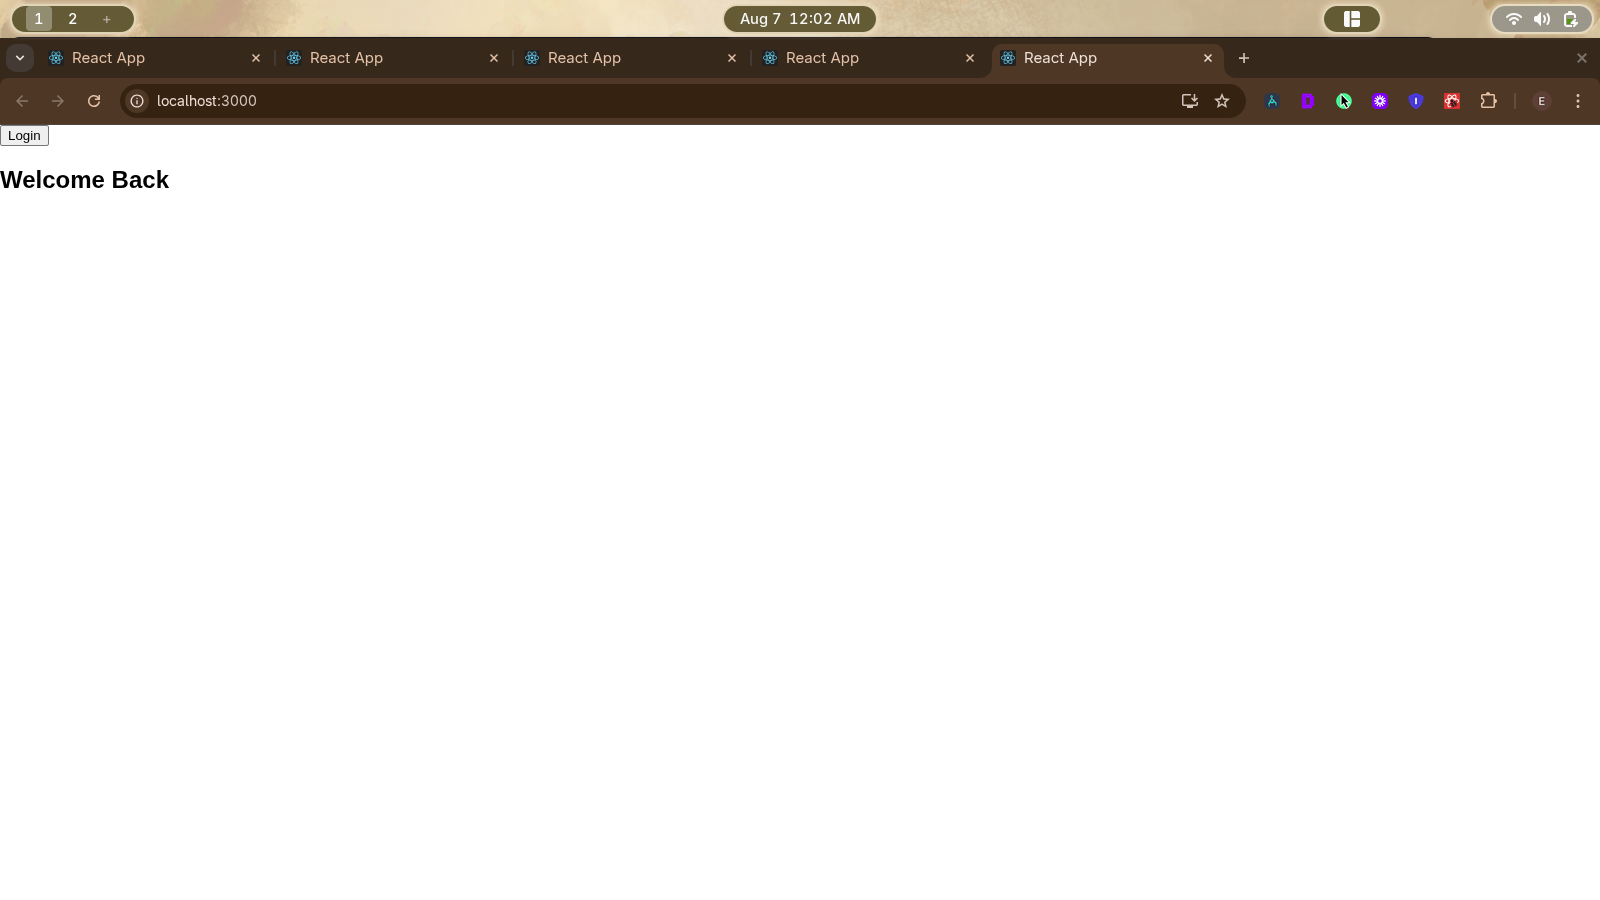 1 2 +
Aug 7 12:02 AM
React App
React App
React App
React App
React App
localhost:3000
E
Login
Welcome Back